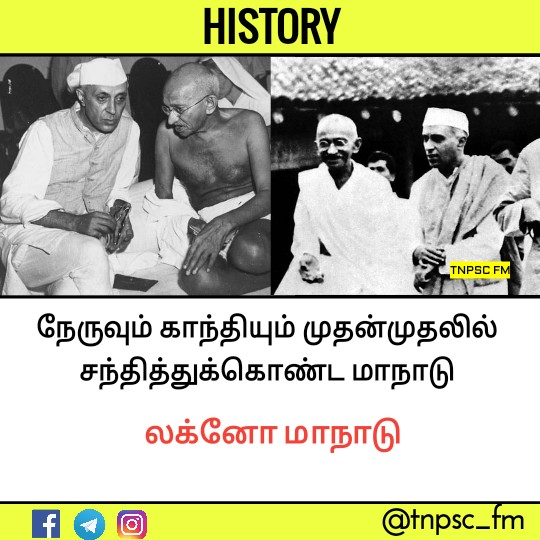 HISTORY
TNPSC FM
நேருவும் காந்தியும் முதன்முதலில்
சந்தித்துக்கொண்ட மாநாடு
லக்னோ மாநாடு
@tnpsc_fm